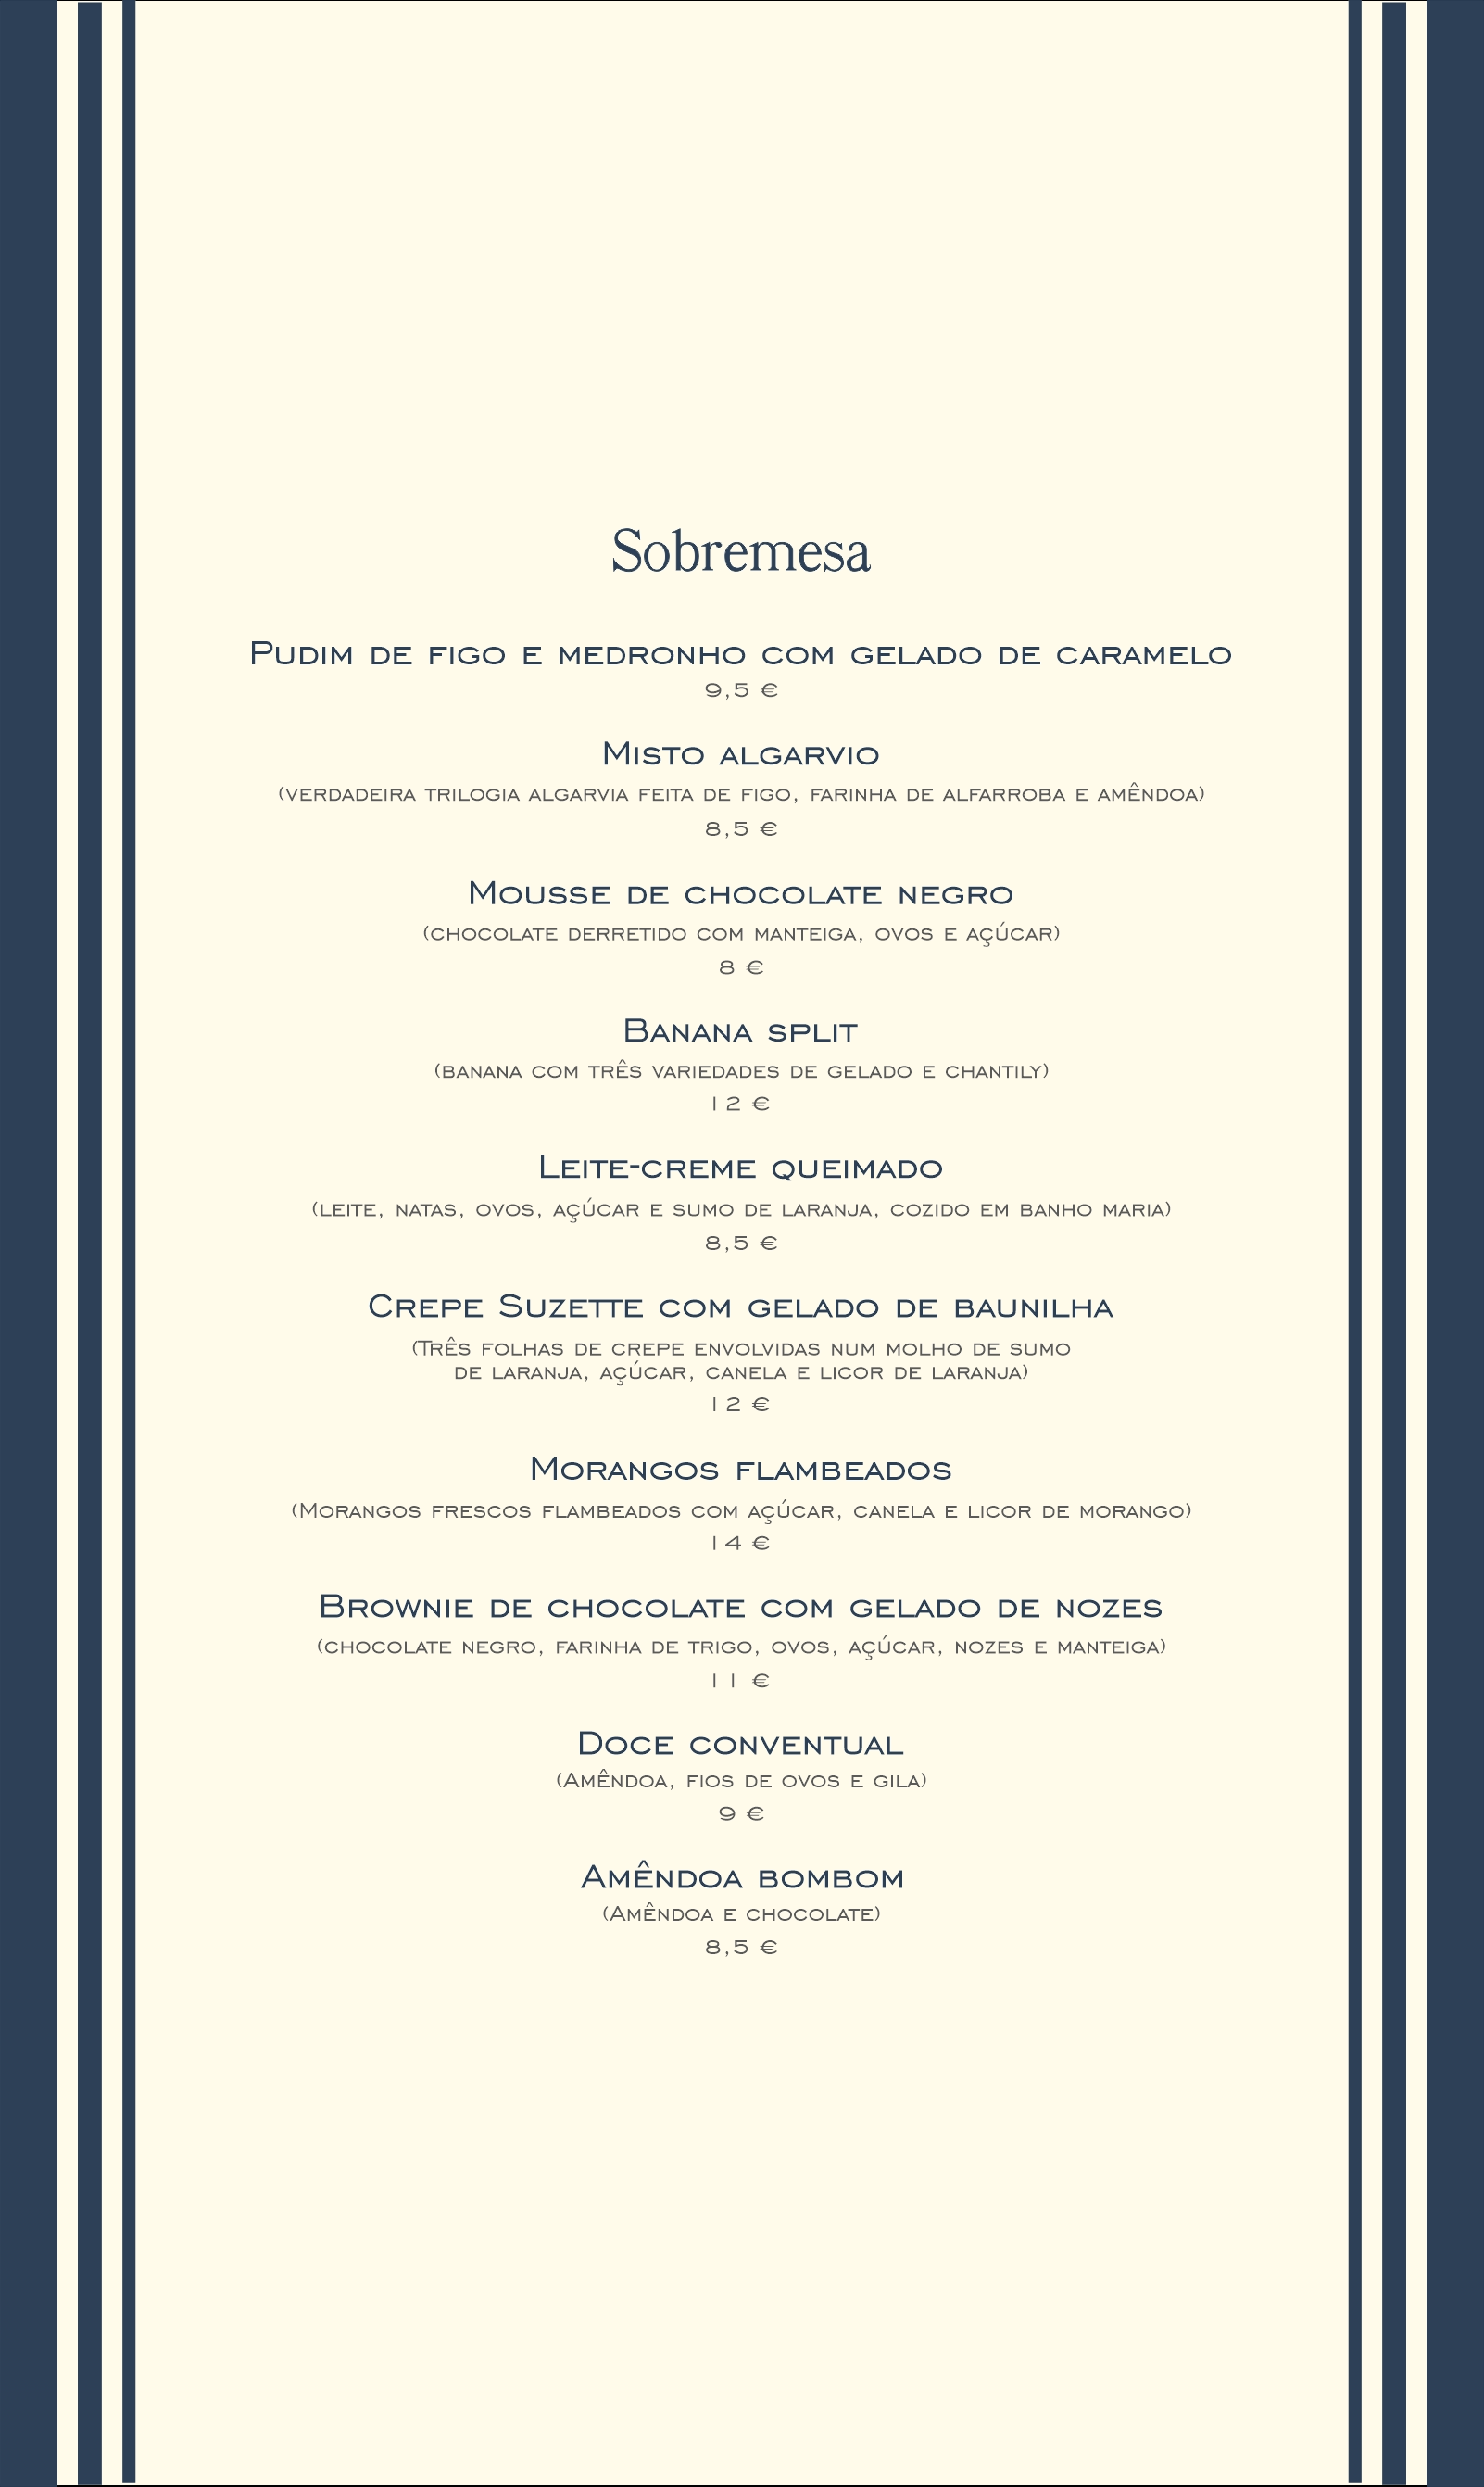 Sobremesa
Pudim de figo e medronho com gelado de caramelo
9,5 €
Misto algarvio
(verdadeira trilogia algarvia feita de figo, farinha de alfarroba e amêndoa)
8,5 €
Mousse de chocolate negro
(chocolate derretido com manteiga, ovos e açúcar)
8 €
Banana split
(banana com três variedades de gelado e chantily)
12 €
Leite-creme queimado
(leite, natas, ovos, açúcar e sumo de laranja, cozido em banho maria)
8,5 €
Crepe Suzette com gelado de baunilha
(Três folhas de crepe envolvidas num molho de sumo
de laranja, açúcar, canela e licor de laranja)
12 €
Morangos flambeados
(Morangos frescos flambeados com açúcar, canela e licor de morango)
14 €
Brownie de chocolate com gelado de nozes
(chocolate negro, farinha de trigo, ovos, açúcar, nozes e manteiga)
11 €
Doce conventual
(Amêndoa, fios de ovos e gila)
9 €
Amêndoa bombom
(Amêndoa e chocolate)
8,5 €